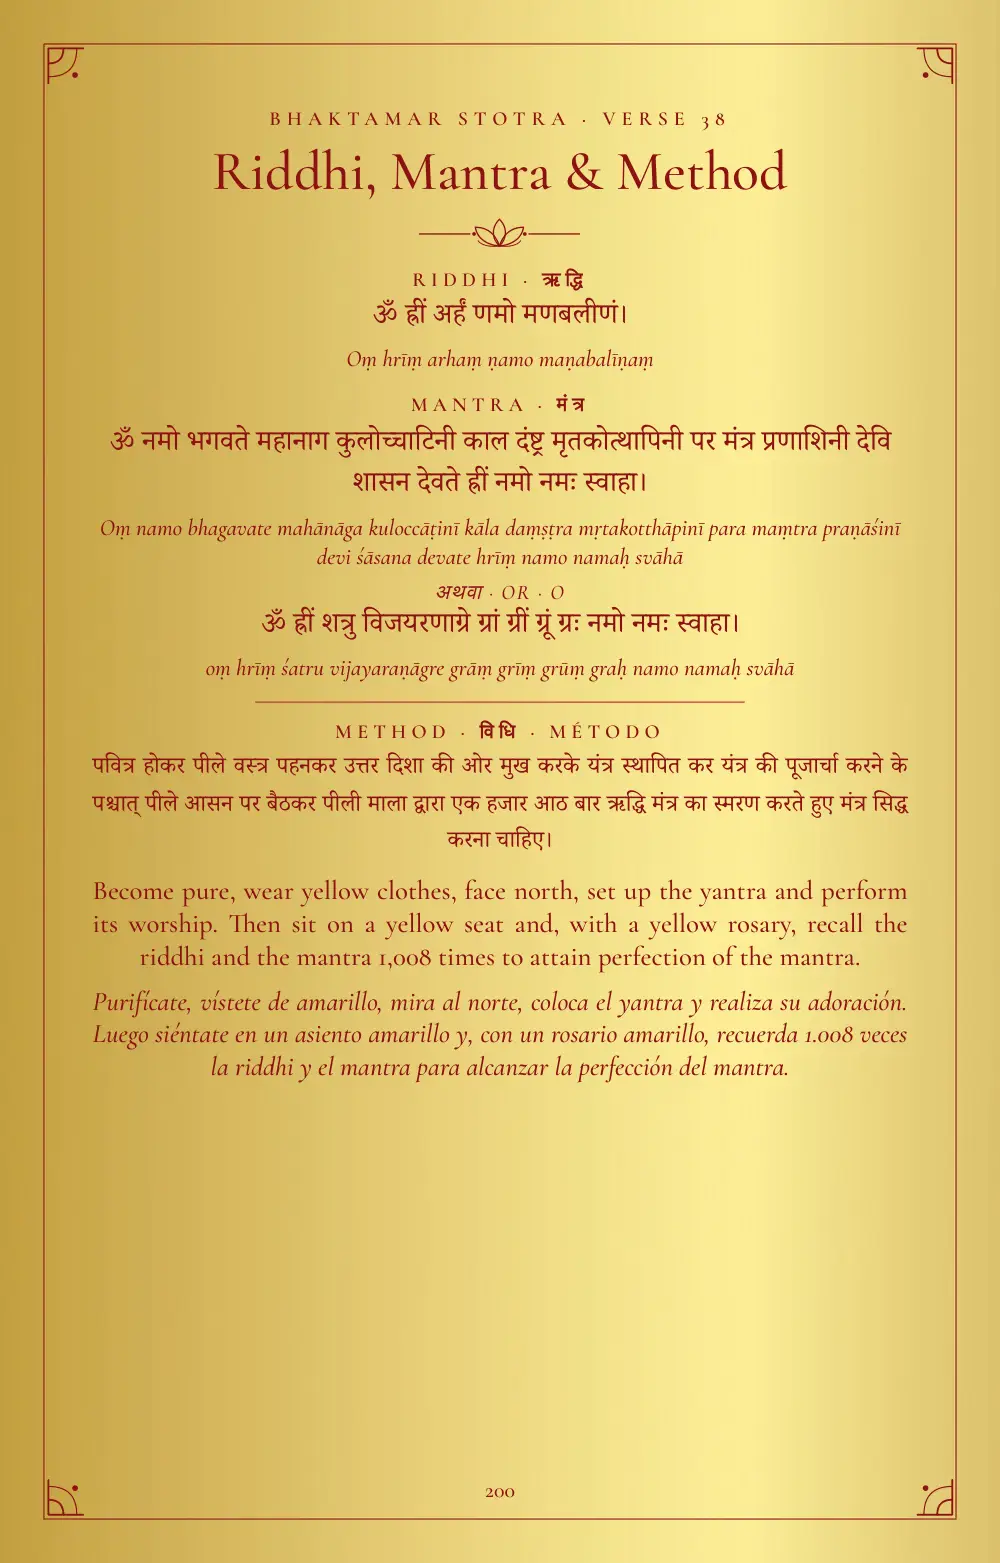 BHAKTAMAR STOTRA · VERSE 38
Riddhi, Mantra & Method
RIDDHI · ऋद्धि
ॐ ह्रीं अर्हं णमो मणबलीणं।
Oṃ hrīṃ arhaṃ ṇamo maṇabalīṇaṃ
MANTRA · मंत्र
ॐ नमो भगवते महानाग कुलोच्चाटिनी काल दंष्ट्र मृतकोत्थापिनी पर मंत्र प्रणाशिनी देवि
शासन देवते ह्रीं नमो नमः स्वाहा।
Oṃ namo bhagavate mahānāga kuloccāṭinī kāla daṃṣṭra mṛtakotthāpinī para maṃtra praṇāśinī
devi śāsana devate hrīṃ namo namaḥ svāhā
अथवा · OR · O
ॐ ह्रीं शत्रु विजयरणाग्रे ग्रां ग्रीं ग्रूं ग्रः नमो नमः स्वाहा।
oṃ hrīṃ śatru vijayaraṇāgre grāṃ grīṃ grūṃ graḥ namo namaḥ svāhā
METHOD · विधि · MÉTODO
पवित्र होकर पीले वस्त्र पहनकर उत्तर दिशा की ओर मुख करके यंत्र स्थापित कर यंत्र की पूजार्चा करने के
पश्चात् पीले आसन पर बैठकर पीली माला द्वारा एक हजार आठ बार ऋद्धि मंत्र का स्मरण करते हुए मंत्र सिद्ध
करना चाहिए।
Become pure, wear yellow clothes, face north, set up the yantra and perform
its worship. Then sit on a yellow seat and, with a yellow rosary, recall the
riddhi and the mantra 1,008 times to attain perfection of the mantra.
Purifícate, vístete de amarillo, mira al norte, coloca el yantra y realiza su adoración.
Luego siéntate en un asiento amarillo y, con un rosario amarillo, recuerda 1.008 veces
la riddhi y el mantra para alcanzar la perfección del mantra.
200